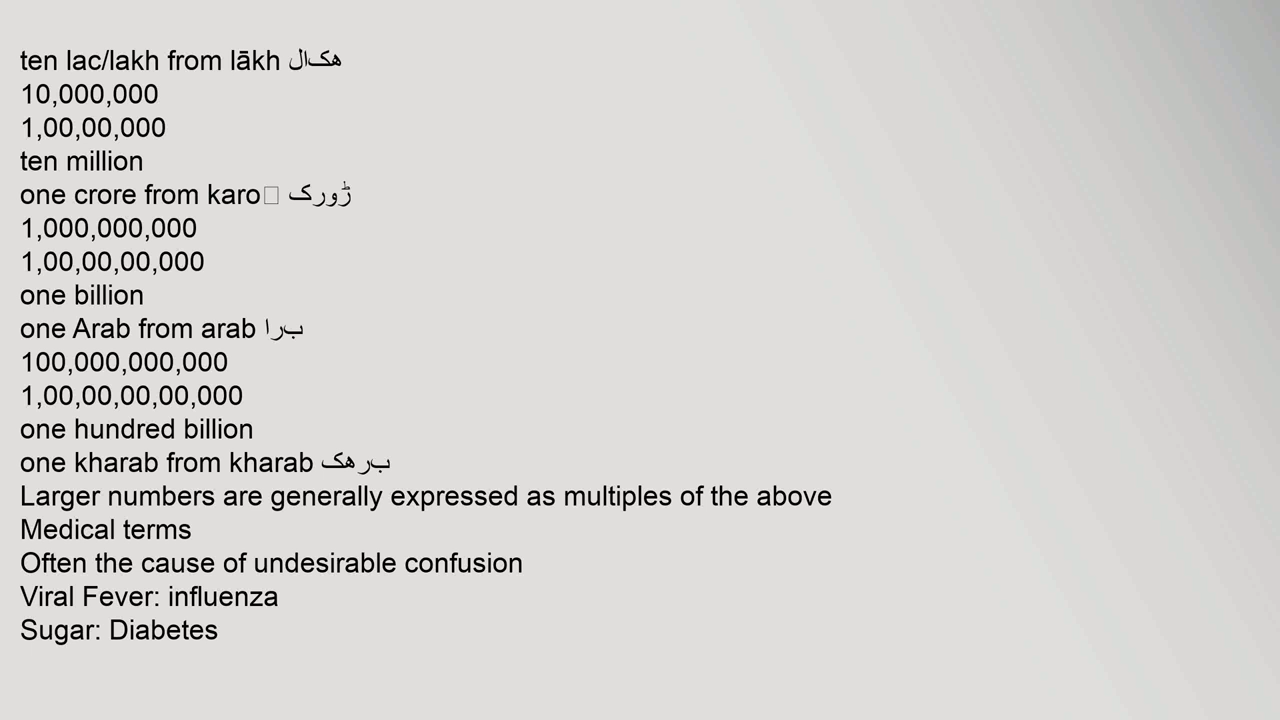 ten lac/lakh from lākh ھکال
10,000,000
1,00,00,000
ten million
one crore from karo□ ڑورک
1,000,000,000
1,00,00,00,000
one billion
one Arab from arab برا
100,000,000,000
1,00,00,00,00,000
one hundred billion
one kharab from kharab برھک
Larger numbers are generally expressed as multiples of the above
Medical terms
Often the cause of undesirable confusion
Viral Fever: influenza
Sugar: Diabetes